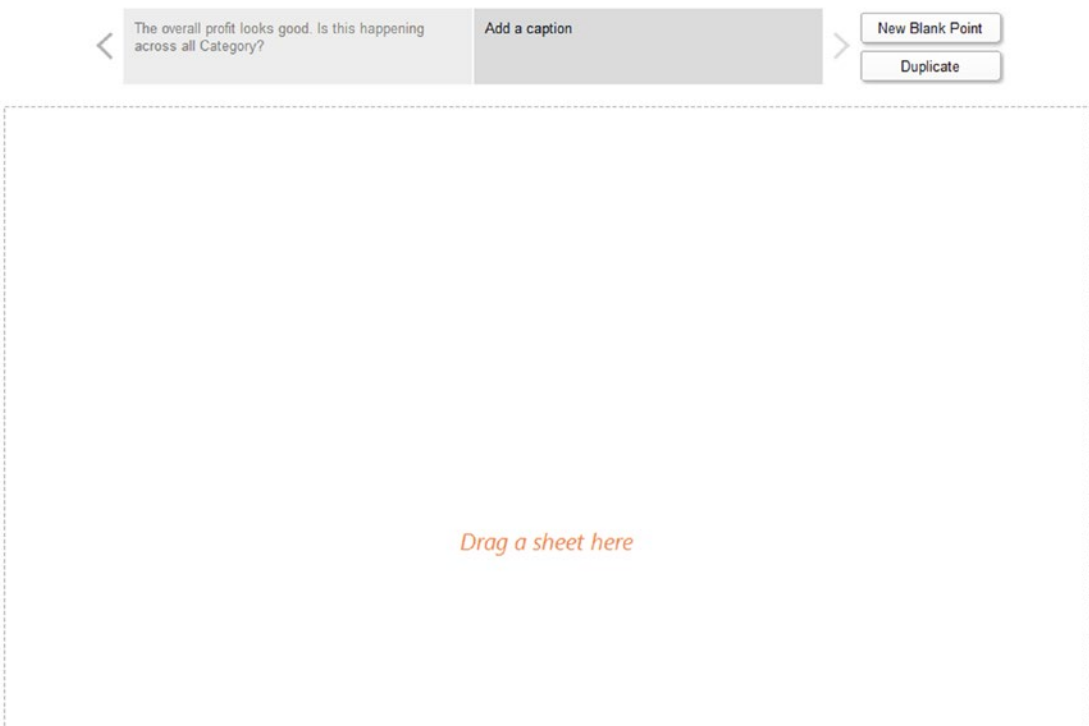 The overall profit looks good. Is this happening
across all Category?
Add a caption
New Blank Point
Duplicate
Drag a sheet here